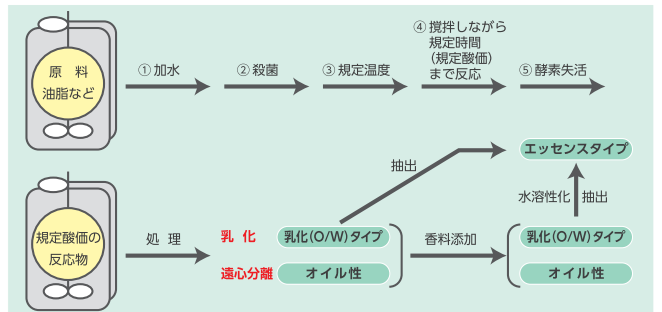 原　料
油脂など
① 加水
② 殺菌
③ 規定温度
④ 撹拌しながら
規定時間
（規定酸価）
まで反応
⑤ 酵素失活
エッセンスタイプ
抽出
水溶性化
抽出
規定酸価の
反応物
処　理
乳　化
乳化（O/W）タイプ
遠心分離
オイル性
香料添加
乳化（O/W）タイプ
オイル性